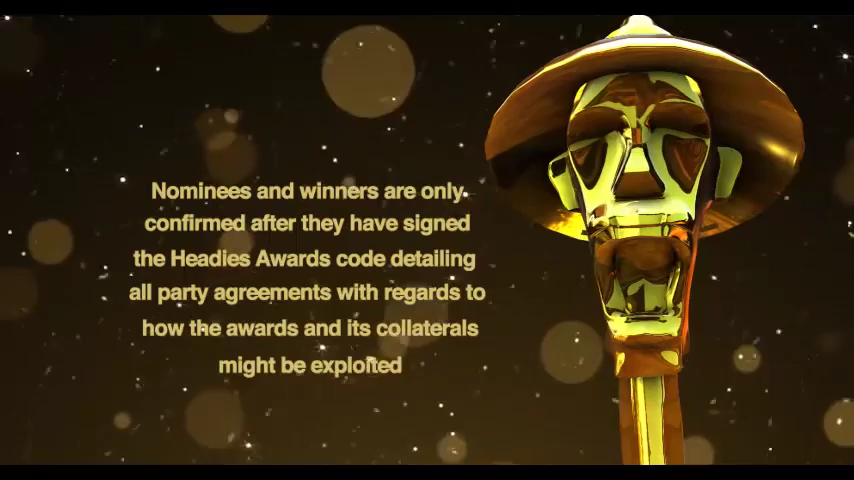 Nominees and winners are only
confirmed after they have signed
the Headies Awards code detailing
all party agreements with regards to
how the awards and its collaterals
might be exploited